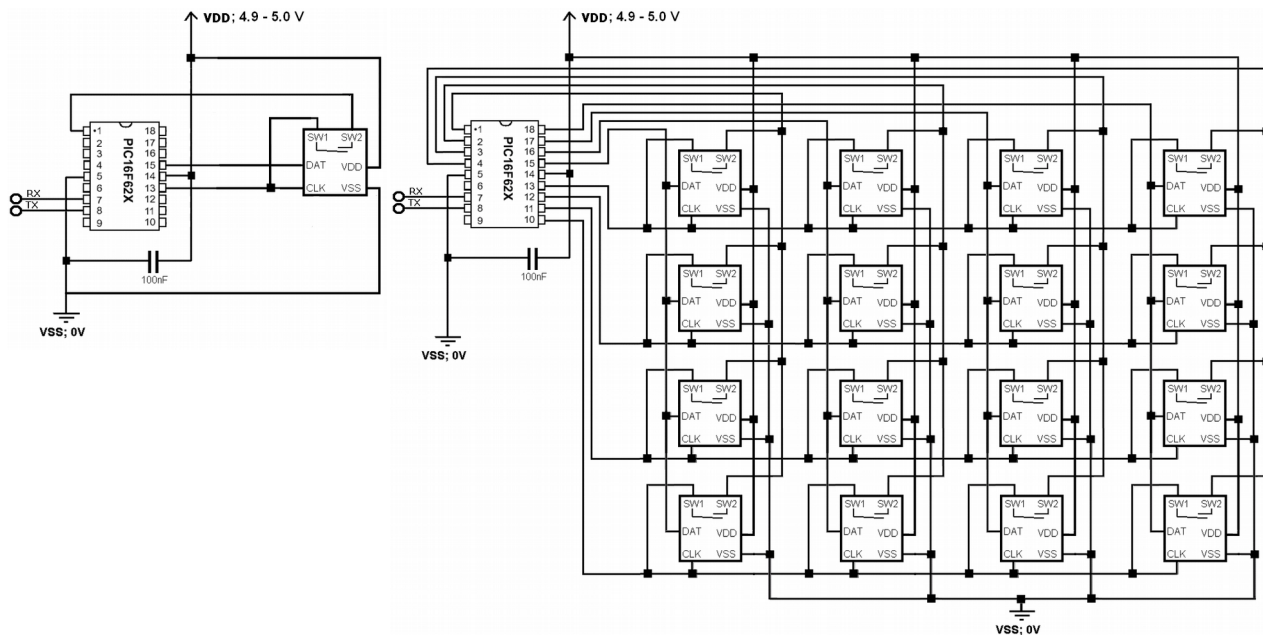 VDD; 4.9 - 5.0 V
PIC16F62X
1
2
3
4
5
6
7
8
9
18
17
16
15
14
13
12
11
10
RX
TX
SW1 SW2
DAT VDD
CLK VSS
100nF
VSS; 0V
VDD; 4.9 - 5.0 V
PIC16F62X
1
2
3
4
5
6
7
8
9
18
17
16
15
14
13
12
11
10
RX
TX
100nF
VSS; 0V
SW1 SW2 SW1 SW2 SW1 SW2 SW1 SW2
DAT VDD DAT VDD DAT VDD DAT VDD
CLK VSS CLK VSS CLK VSS CLK VSS
SW1 SW2 SW1 SW2 SW1 SW2 SW1 SW2
DAT VDD DAT VDD DAT VDD DAT VDD
CLK VSS CLK VSS CLK VSS CLK VSS
SW1 SW2 SW1 SW2 SW1 SW2 SW1 SW2
DAT VDD DAT VDD DAT VDD DAT VDD
CLK VSS CLK VSS CLK VSS CLK VSS
SW1 SW2 SW1 SW2 SW1 SW2 SW1 SW2
DAT VDD DAT VDD DAT VDD DAT VDD
CLK VSS CLK VSS CLK VSS CLK VSS
VSS; 0V